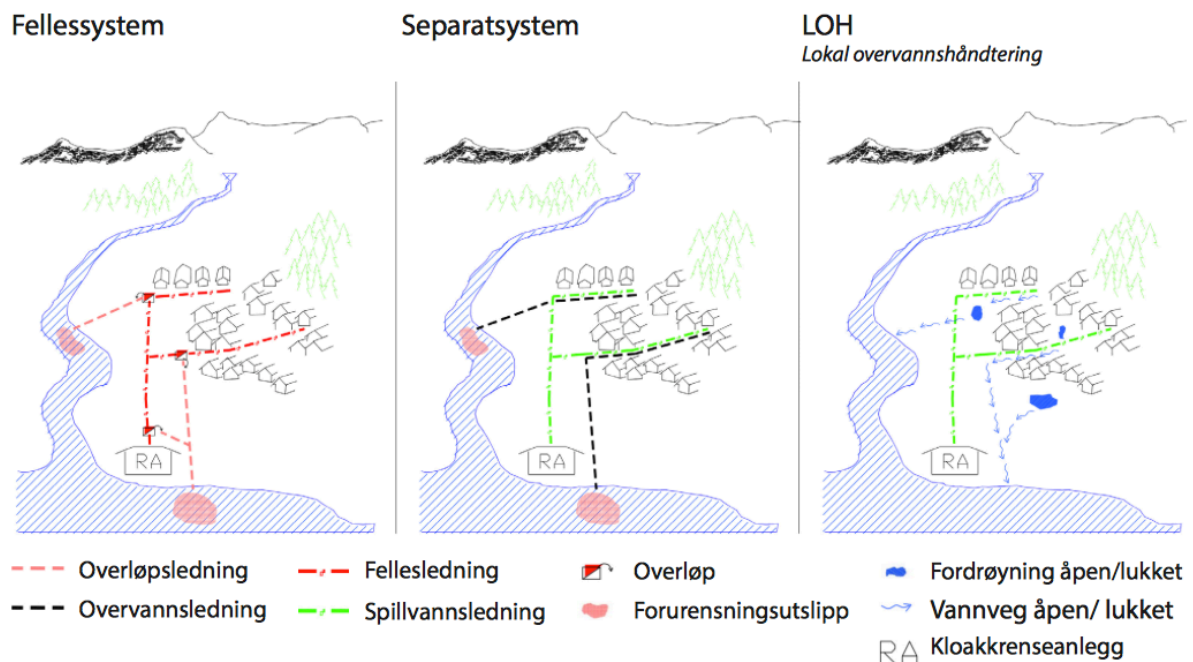 Fellessystem
Separatsystem
LOH
Lokal overvannshåndtering
RA
RA
RA
Overløpsledning
Fellesledning
Overløp
Fordrøyning åpen/lukket
Overvannsledning
Spillvannsledning
Forurensningsutslipp
Vannveg åpen/ lukket
RA Kloakkrenseanlegg